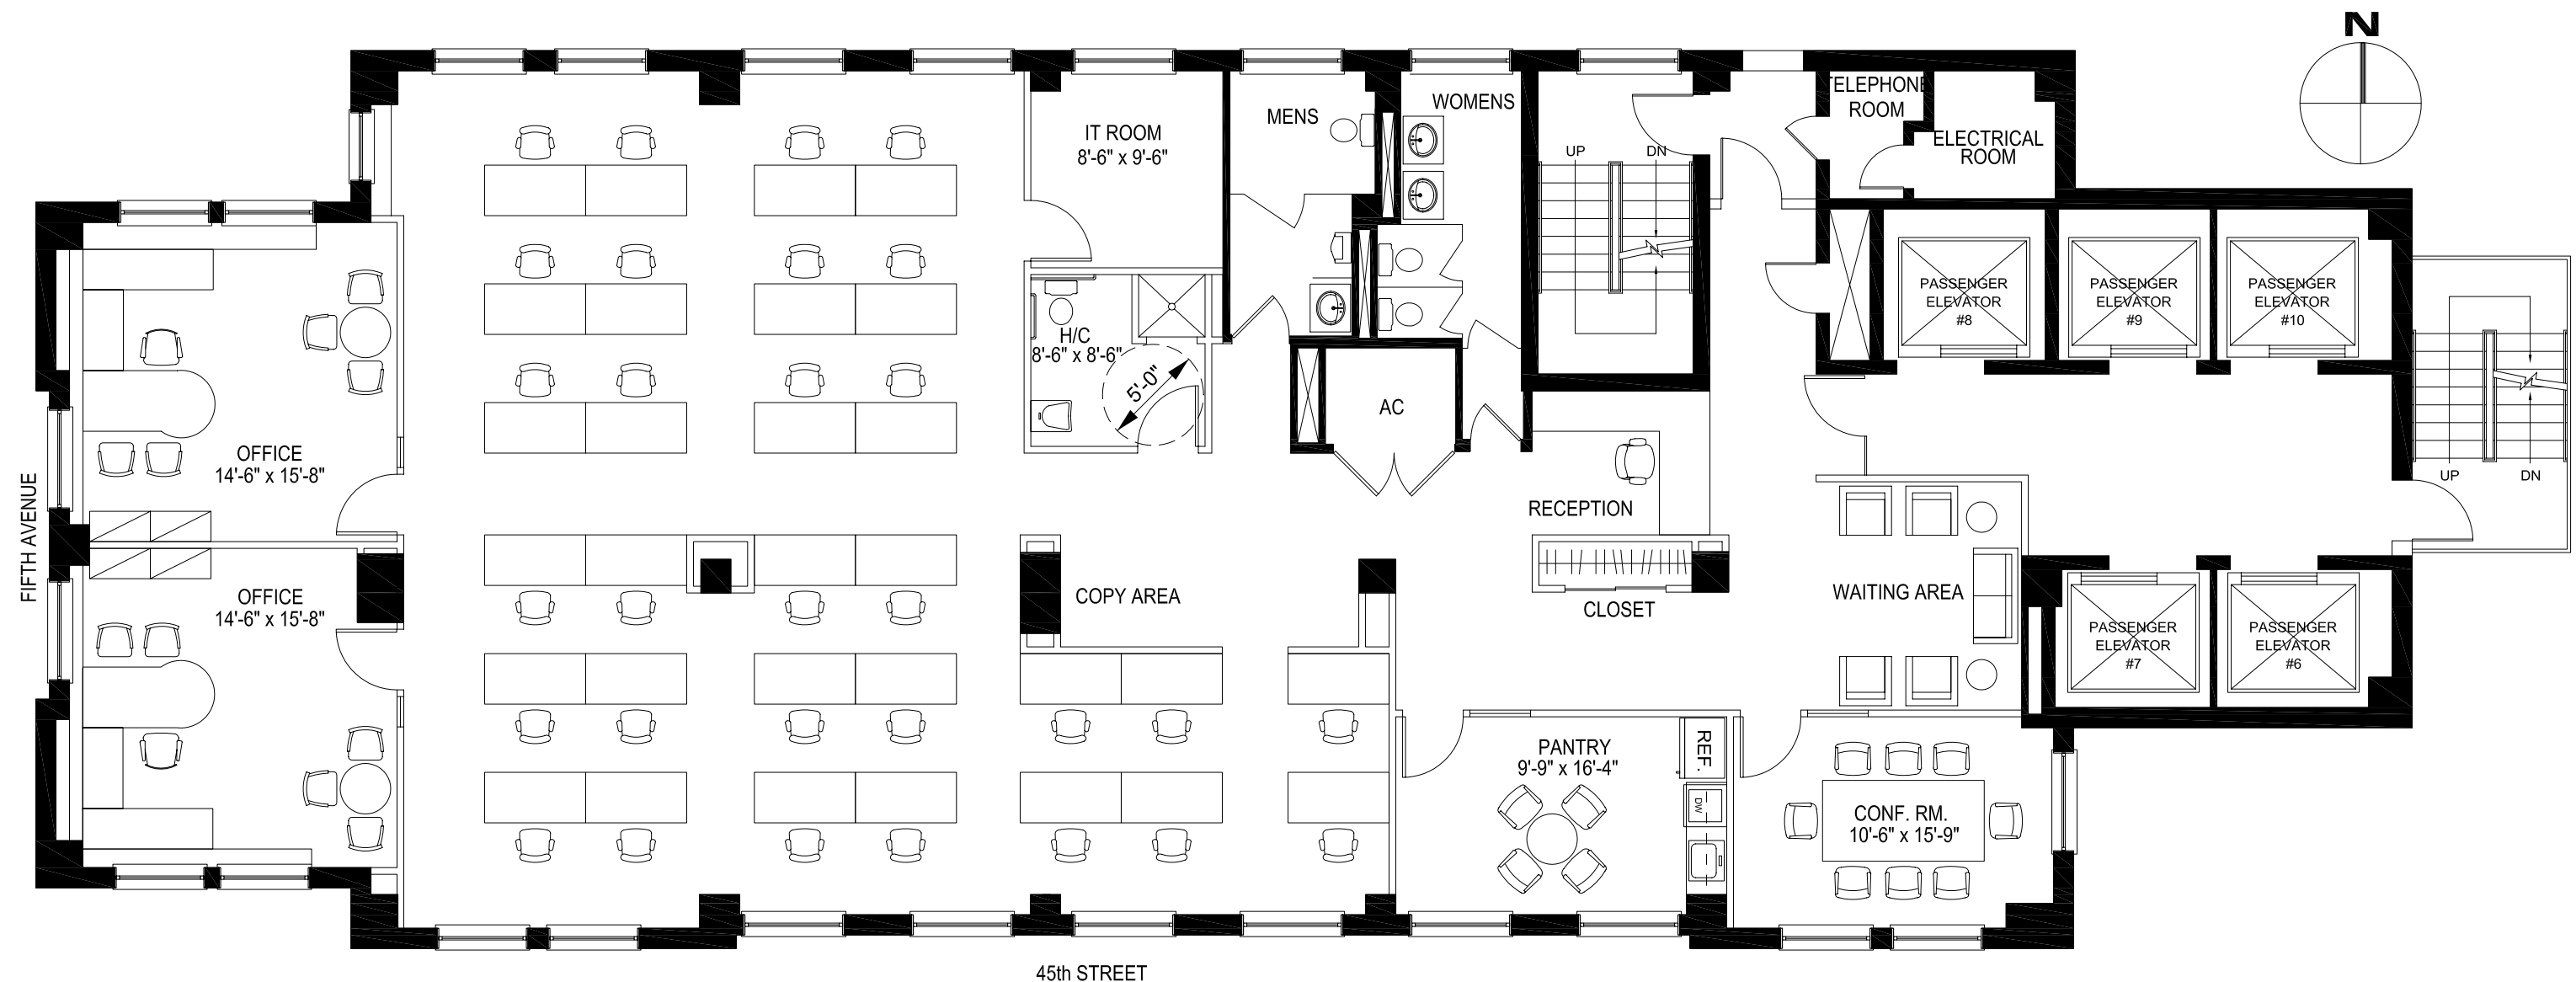 N
TELEPHONE
ROOM
ELECTRICAL
ROOM
IT ROOM
8'-6" x 9'-6"
MENS
WOMENS
UP
DN
PASSENGER
ELEVATOR
#8
PASSENGER
ELEVATOR
#9
PASSENGER
ELEVATOR
#10
H/C
8'-6" x 8'-6"
5'-0"
AC
OFFICE
14'-6" x 15'-8"
UP
DN
FIFTH AVENUE
RECEPTION
OFFICE
14'-6" x 15'-8"
COPY AREA
CLOSET
WAITING AREA
PASSENGER
ELEVATOR
#7
PASSENGER
ELEVATOR
#6
PANTRY
9'-9" x 16'-4"
REF.
DW
CONF. RM.
10'-6" x 15'-9"
45th STREET